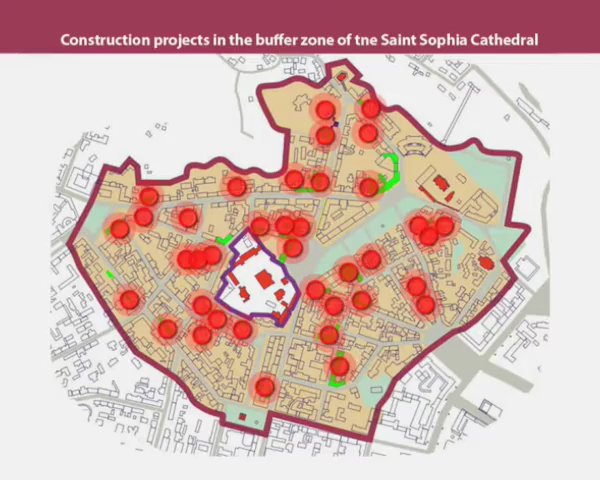 Construction projects in the buffer zone of tne Saint Sophia Cathedral